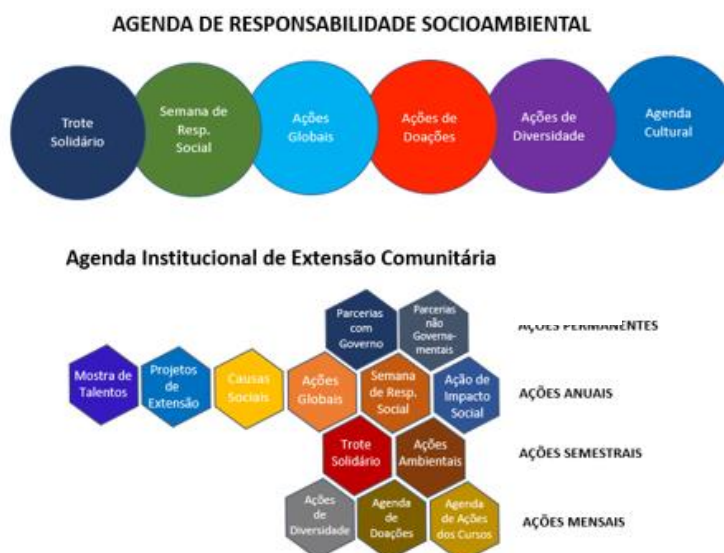 AGENDA DE RESPONSABILIDADE SOCIOAMBIENTAL
Trote
Solidário
Semana de
Resp.
Social
Ações
Globais
Ações de
Doações
Ações de
Diversidade
Agenda
Cultural
Agenda Institucional de Extensão Comunitária
Parcerias
com
Governo
Parcerias
não
Governa-
mentais
AÇÕES PERMANENTES
Mostra de
Talentos
Projetos
de
Extensão
Causas
Sociais
Ações
Globais
Semana
de Resp.
Social
Ação de
Impacto
Social
AÇÕES ANUAIS
Trote
Solidário
Ações
Ambientais
AÇÕES SEMESTRAIS
Ações
de
Diversidade
Agenda
de
Doações
Agenda
de Ações
dos Cursos
AÇÕES MENSAIS